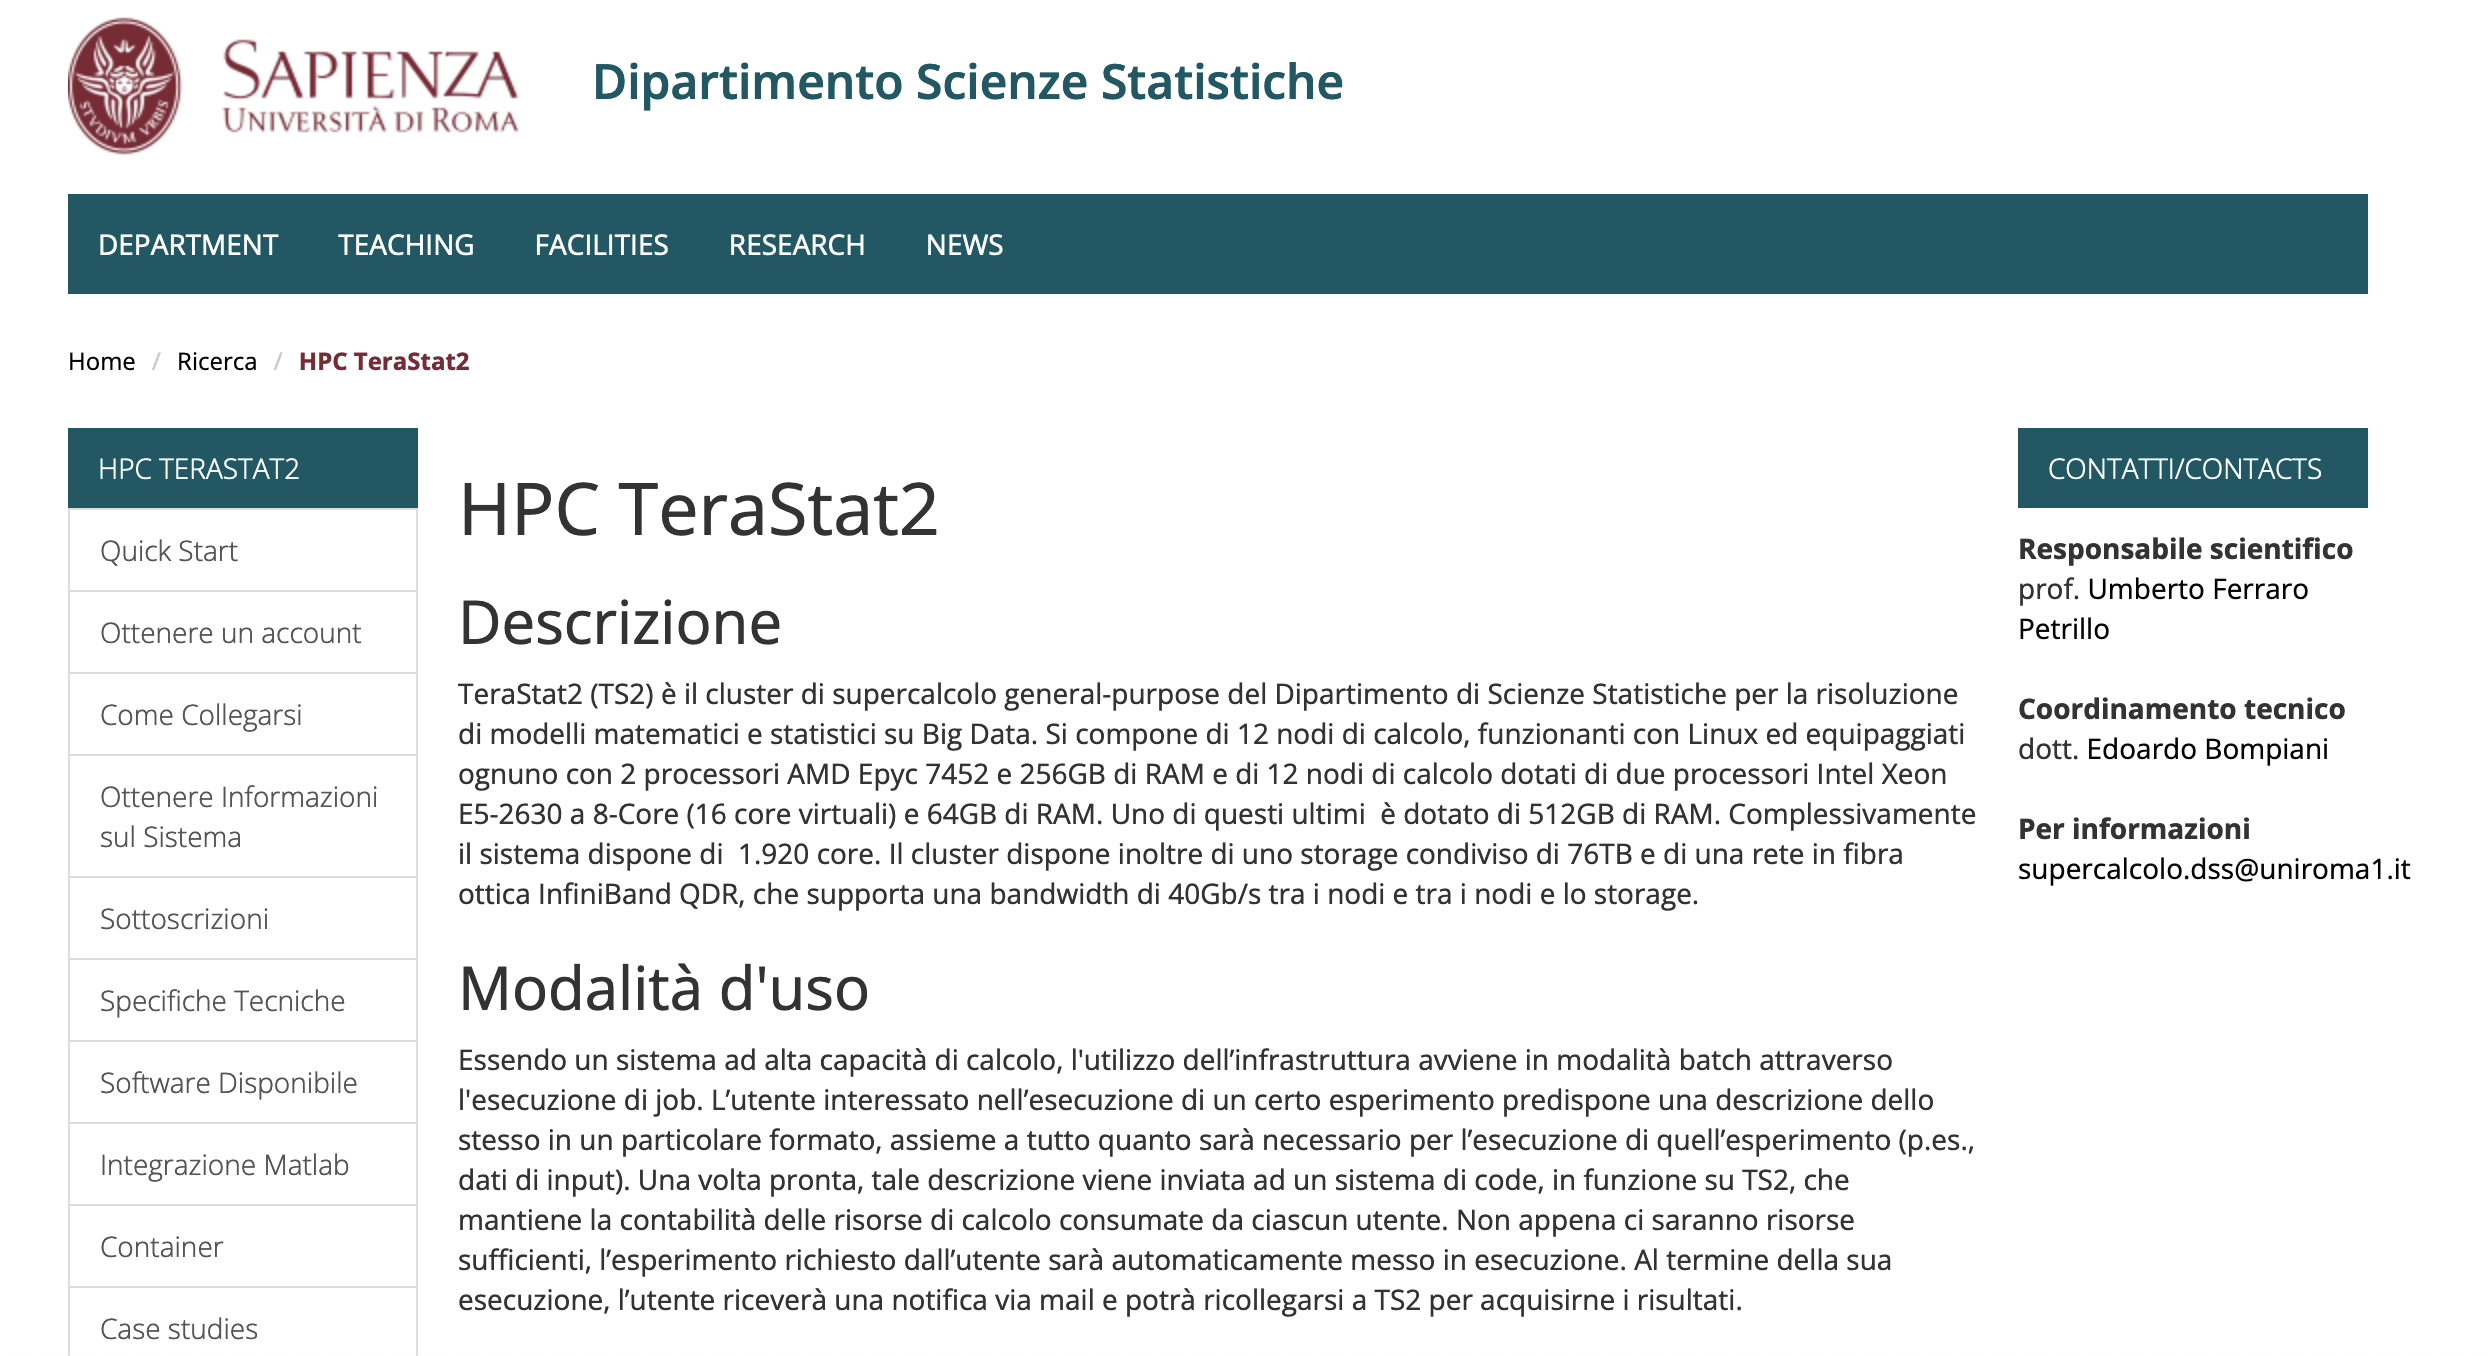 STVDIVM VRBIS
SAPIENZA
UNIVERSITÀ DI ROMA
Dipartimento Scienze Statistiche
DEPARTMENT TEACHING FACILITIES RESEARCH NEWS
Home / Ricerca / HPC TeraStat2
HPC TERASTAT2
Quick Start
Ottenere un account
Come Collegarsi
Ottenere Informazioni
sul Sistema
Sottoscrizioni
Specifiche Tecniche
Software Disponibile
Integrazione Matlab
Container
Case studies
HPC TeraStat2
Descrizione
TeraStat2 (TS2) è il cluster di supercalcolo general-purpose del Dipartimento di Scienze Statistiche per la risoluzione
di modelli matematici e statistici su Big Data. Si compone di 12 nodi di calcolo, funzionanti con Linux ed equipaggiati
ognuno con 2 processori AMD Epyc 7452 e 256GB di RAM e di 12 nodi di calcolo dotati di due processori Intel Xeon
E5-2630 a 8-Core (16 core virtuali) e 64GB di RAM. Uno di questi ultimi  è dotato di 512GB di RAM. Complessivamente
il sistema dispone di  1.920 core. Il cluster dispone inoltre di uno storage condiviso di 76TB e di una rete in fibra
ottica InfiniBand QDR, che supporta una bandwidth di 40Gb/s tra i nodi e tra i nodi e lo storage.
Modalità d'uso
Essendo un sistema ad alta capacità di calcolo, l'utilizzo dell’infrastruttura avviene in modalità batch attraverso
l'esecuzione di job. L’utente interessato nell’esecuzione di un certo esperimento predispone una descrizione dello
stesso in un particolare formato, assieme a tutto quanto sarà necessario per l’esecuzione di quell’esperimento (p.es.,
dati di input). Una volta pronta, tale descrizione viene inviata ad un sistema di code, in funzione su TS2, che
mantiene la contabilità delle risorse di calcolo consumate da ciascun utente. Non appena ci saranno risorse
sufficienti, l’esperimento richiesto dall’utente sarà automaticamente messo in esecuzione. Al termine della sua
esecuzione, l’utente riceverà una notifica via mail e potrà ricollegarsi a TS2 per acquisirne i risultati.
CONTATTI/CONTACTS
Responsabile scientifico
prof. Umberto Ferraro
Petrillo
Coordinamento tecnico
dott. Edoardo Bompiani
Per informazioni
supercalcolo.dss@uniroma1.it